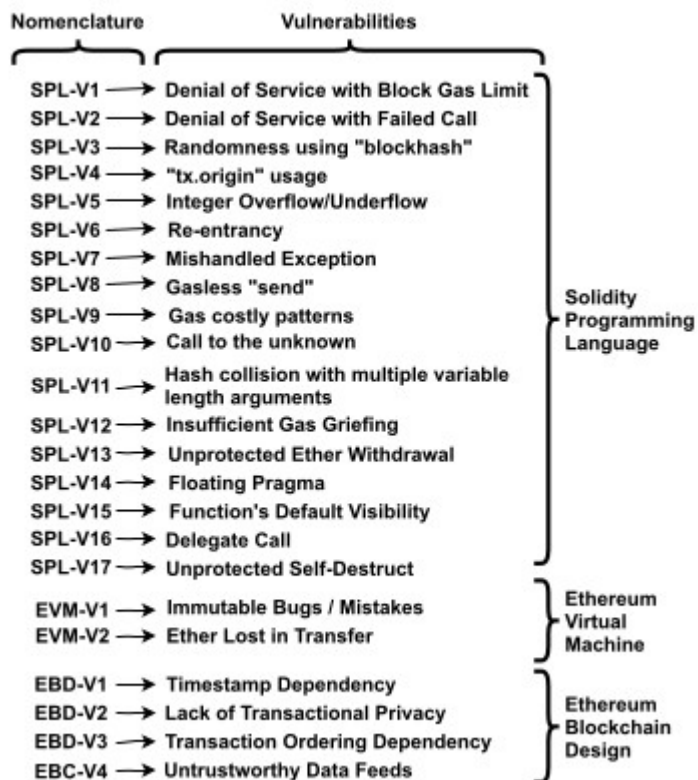 Nomenclature Vulnerabilities
SPL-V1 Denial of Service with Block Gas Limit
SPL-V2 Denial of Service with Failed Call
SPL-V3 Randomness using "blockhash"
SPL-V4 "tx.origin" usage
SPL-V5 Integer Overflow/Underflow
SPL-V6 Re-entrancy
SPL-V7 Mishandled Exception
SPL-V8 Gasless "send"
SPL-V9 Gas costly patterns
SPL-V10 Call to the unknown
SPL-V11 Hash collision with multiple variable
length arguments
SPL-V12 Insufficient Gas Griefing
SPL-V13 Unprotected Ether Withdrawal
SPL-V14 Floating Pragma
SPL-V15 Function's Default Visibility
SPL-V16 Delegate Call
SPL-V17 Unprotected Self-Destruct
Solidity
Programming
Language
EVM-V1 Immutable Bugs / Mistakes
EVM-V2 Ether Lost in Transfer
Ethereum
Virtual
Machine
EBD-V1 Timestamp Dependency
EBD-V2 Lack of Transactional Privacy
EBD-V3 Transaction Ordering Dependency
EBC-V4 Untrustworthy Data Feeds
Ethereum
Blockchain
Design